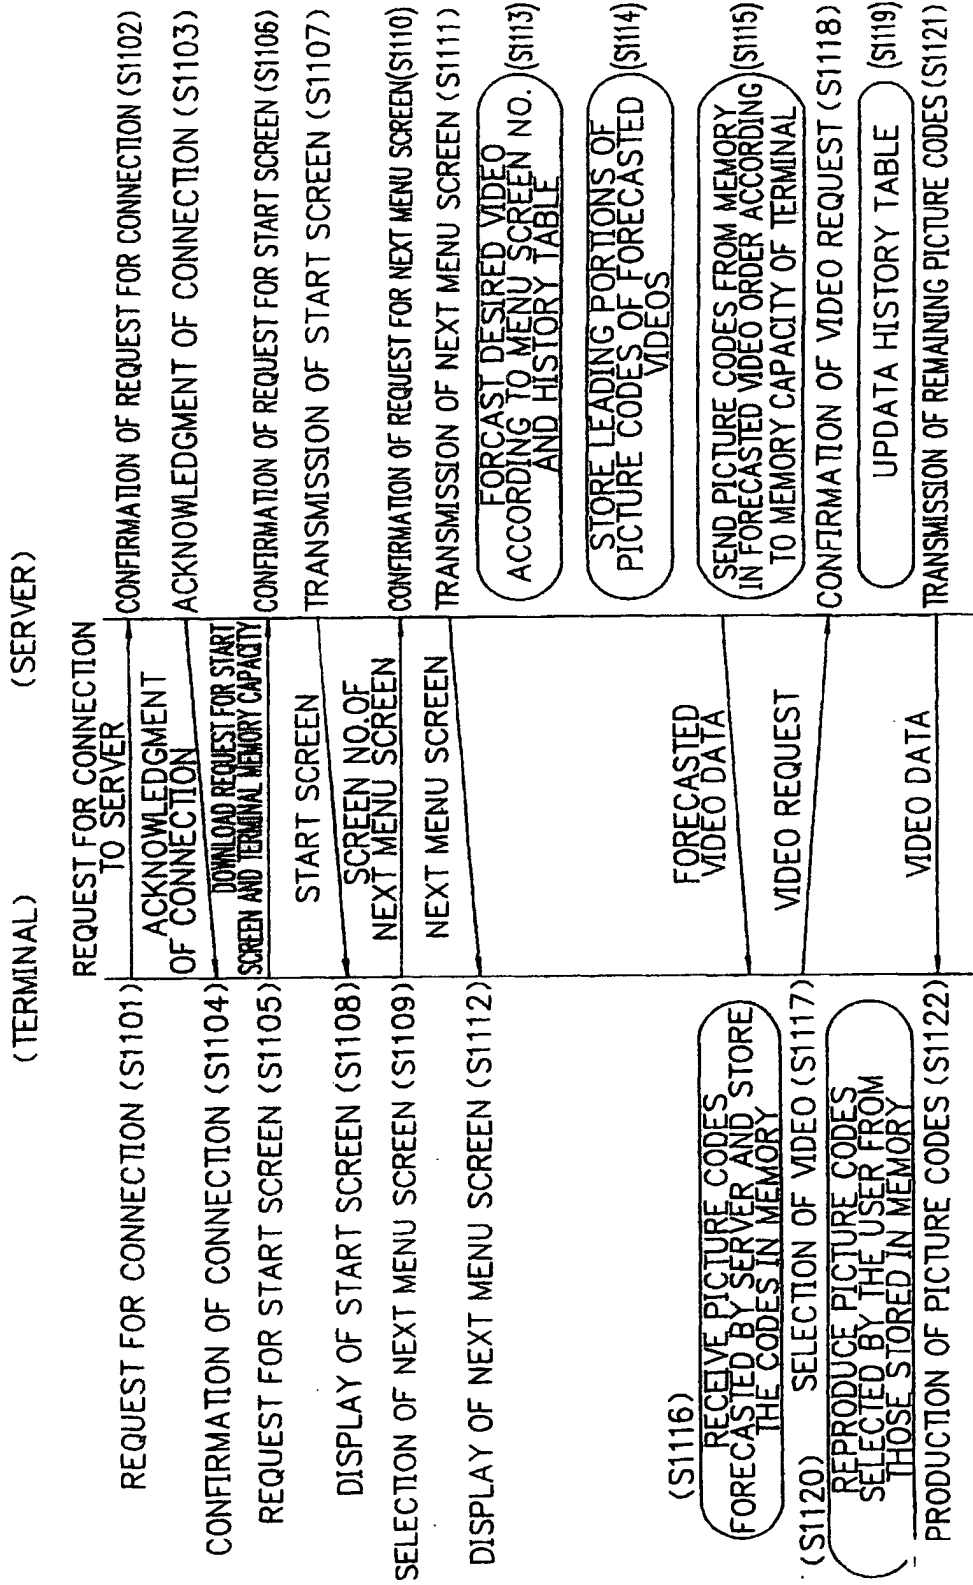 (TERMINAL)
(SERVER)
REQUEST FOR CONNECTION (S1101)
REQUEST FOR CONNECTION
TO SERVER
CONFIRMATION OF REQUEST FOR CONNECTION (S1102)
ACKNOWLEDGMENT
OF CONNECTION
ACKNOWLEDGMENT OF CONNECTION (S1103)
CONFIRMATION OF CONNECTION (S1104)
REQUEST FOR START SCREEN (S1105)
DOWNLOAD REQUEST FOR START
SCREEN AND TERMINAL MEMORY CAPACITY
CONFIRMATION OF REQUEST FOR START SCREEN (S1106)
START SCREEN
TRANSMISSION OF START SCREEN (S1107)
DISPLAY OF START SCREEN (S1108)
SELECTION OF NEXT MENU SCREEN (S1109)
SCREEN NO.OF
NEXT MENU SCREEN
CONFIRMATION OF REQUEST FOR NEXT MENU SCREEN(S1110)
NEXT MENU SCREEN
TRANSMISSION OF NEXT MENU SCREEN (S1111)
DISPLAY OF NEXT MENU SCREEN (S1112)
FORCAST DESIRED VIDEO
ACCORDING TO MENU SCREEN NO.
AND HISTORY TABLE
(S1113)
STORE LEADING PORTIONS OF
PICTURE CODES OF FORECASTED
VIDEOS
(S1114)
SEND PICTURE CODES FROM MEMORY
IN FORECASTED VIDEO ORDER ACCORDING
TO MEMORY CAPACITY OF TERMINAL
(S1115)
FORECASTED
VIDEO DATA
(S1116)
RECEIVE PICTURE CODES
FORECASTED BY SERVER AND STORE
THE CODES IN MEMORY
SELECTION OF VIDEO (S1117)
VIDEO REQUEST
CONFIRMATION OF VIDEO REQUEST (S1118)
UPDATA HISTORY TABLE
(S1119)
(S1120)
REPRODUCE PICTURE CODES
SELECTED BY THE USER FROM
THOSE STORED IN MEMORY
VIDEO DATA
TRANSMISSION OF REMAINING PICTURE CODES (S1121)
PRODUCTION OF PICTURE CODES (S1122)